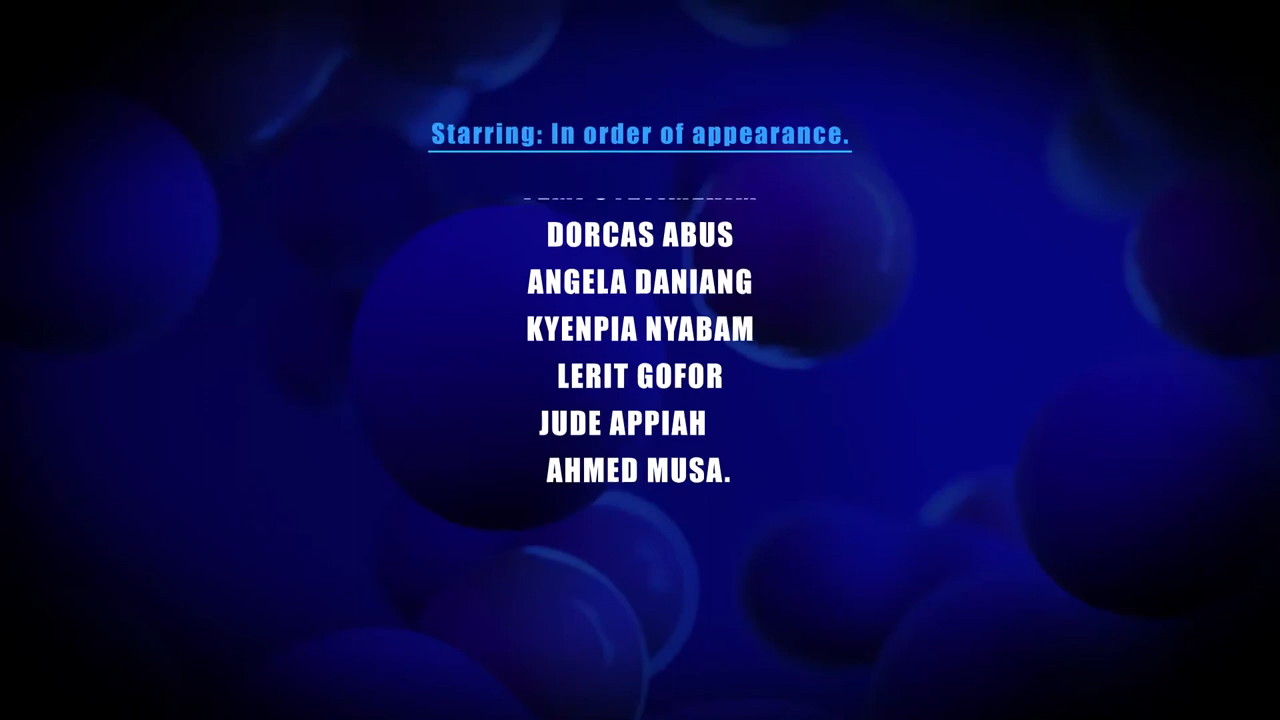 Starring: In order of appearance.
DORCAS ABUS
ANGELA DANIANG
KYENPIA NYABAM
LERIT GOFOR
JUDE APPIAH
AHMED MUSA.